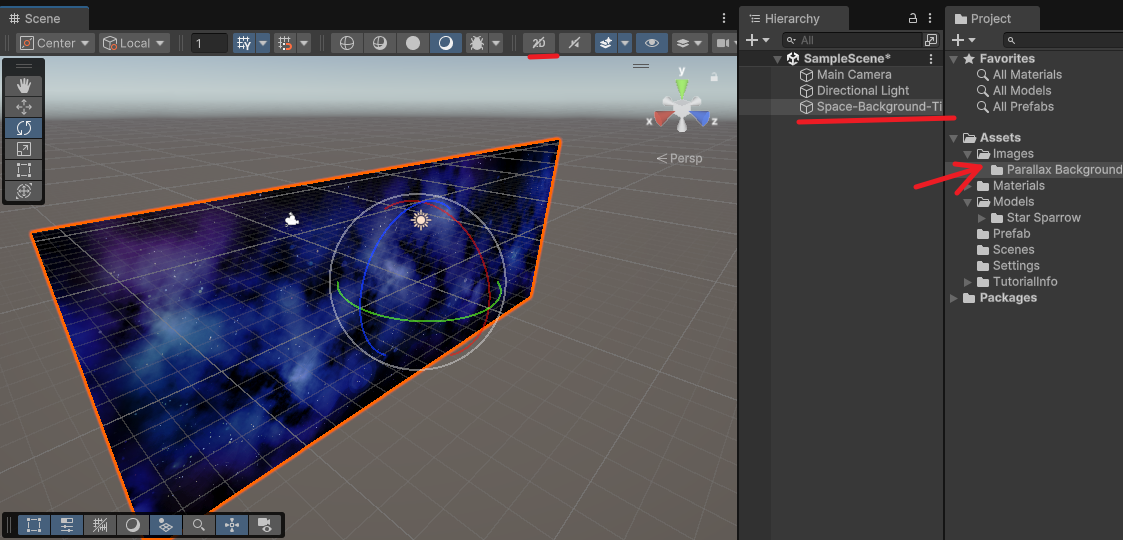 Scene
Hierarchy
Project
Center
Local
1
2D
All
SampleScene*
Main Camera
Directional Light
Space-Background-Ti
Favorites
All Materials
All Models
All Prefabs
Assets
Images
Parallax Background
Materials
Models
Star Sparrow
Prefab
Scenes
Settings
TutorialInfo
Packages
y
x
z
Persp